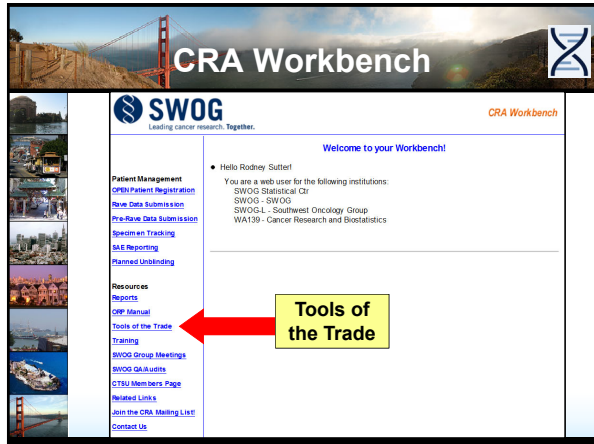 CRA Workbench
SWOG
Leading cancer research. Together.
CRA Workbench
Welcome to your Workbench!
Hello Rodney Sutter!
You are a web user for the following institutions:
SWOG Statistical Ctr
SWOG - SWOG
SWOG-L - Southwest Oncology Group
WA139 - Cancer Research and Biostatistics
Patient Management
OPEN Patient Registration
Rave Data Submission
Pre-Rave Data Submission
Specimen Tracking
SAE Reporting
Planned Unblinding
Resources
Reports
ORP Manual
Tools of the Trade
Training
SWOG Group Meetings
SWOG QA/Audits
CTSU Members Page
Related Links
Join the CRA Mailing List!
Contact Us
Tools of
the Trade